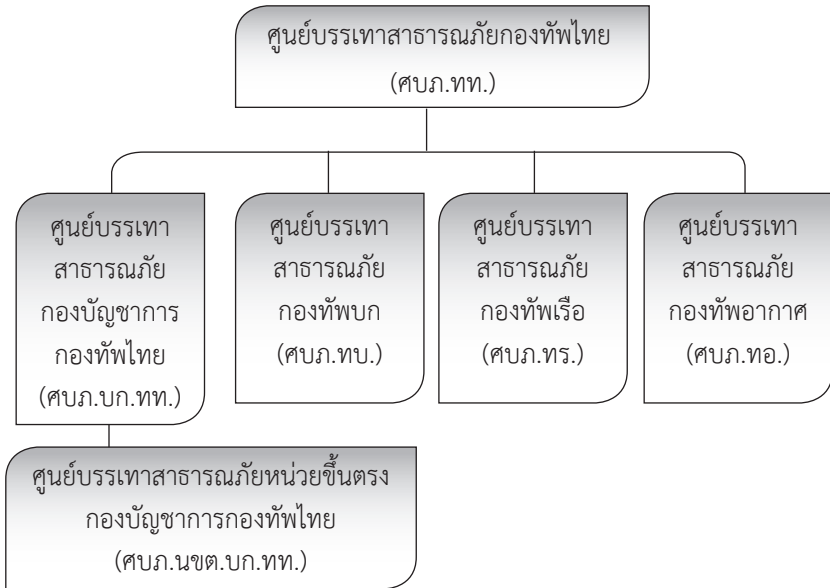 ศูนย์บรรเทาสาธารณภัยกองทัพไทย
(ศบภ.ทท.)
ศูนย์บรรเทา
สาธารณภัย
กองบัญชาการ
กองทัพไทย
(ศบภ.บก.ทท.)
ศูนย์บรรเทา
สาธารณภัย
กองทัพบก
(ศบภ.ทบ.)
ศูนย์บรรเทา
สาธารณภัย
กองทัพเรือ
(ศบภ.ทร.)
ศูนย์บรรเทา
สาธารณภัย
กองทัพอากาศ
(ศบภ.ทอ.)
ศูนย์บรรเทาสาธารณภัยหน่วยขึ้นตรง
กองบัญชาการกองทัพไทย
(ศบภ.นขต.บก.ทท.)